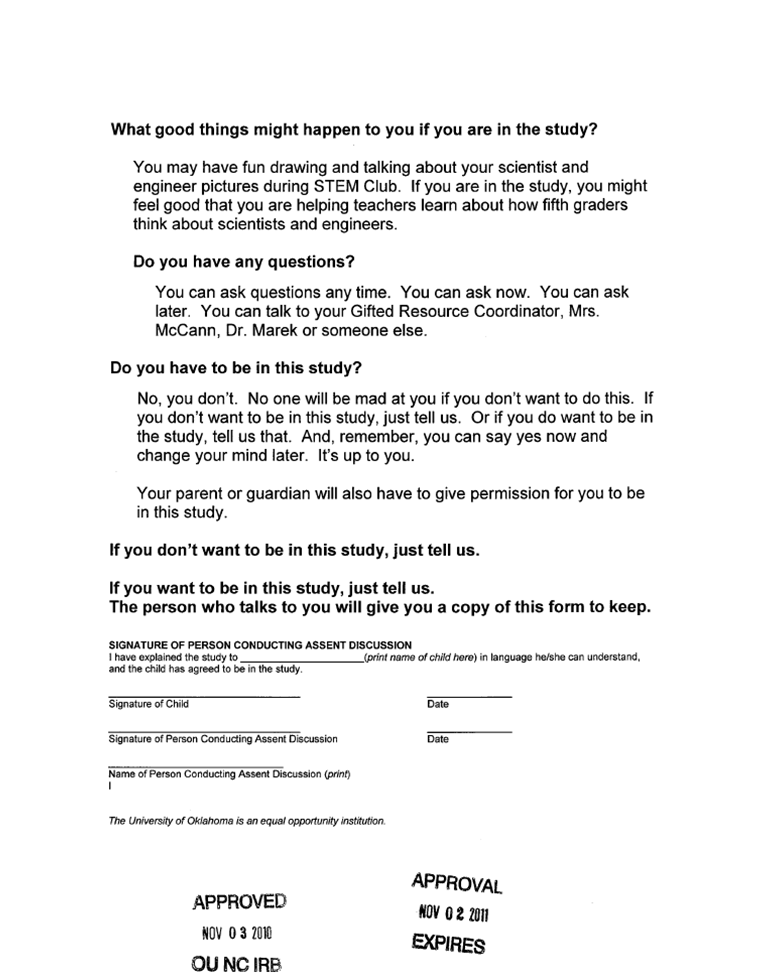 What good things might happen to you if you are in the study?
You may have fun drawing and talking about your scientist and
engineer pictures during STEM Club. If you are in the study, you might
feel good that you are helping teachers learn about how fifth graders
think about scientists and engineers.
Do you have any questions?
You can ask questions any time. You can ask now. You can ask
later. You can talk to your Gifted Resource Coordinator, Mrs.
McCann, Dr. Marek or someone else.
Do you have to be in this study?
No, you don't. No one will be mad at you if you don't want to do this. If
you don't want to be in this study, just tell us. Or if you do want to be in
the study, tell us that. And, remember, you can say yes now and
change your mind later. It's up to you.
Your parent or guardian will also have to give permission for you to be
in this study.
If you don't want to be in this study, just tell us.
If you want to be in this study, just tell us.
The person who talks to you will give you a copy of this form to keep.
SIGNATURE OF PERSON CONDUCTING ASSENT DISCUSSION
I have explained the study to ______________________(print name of child here) in language he/she can understand,
and the child has agreed to be in the study.
Signature of Child Date
Signature of Person Conducting Assent Discussion Date
Name of Person Conducting Assent Discussion (print)
I
The University of Oklahoma is an equal opportunity institution.
APPROVED
NOV 03 2010
OU NC IRB
APPROVAL
NOV 02 2011
EXPIRES